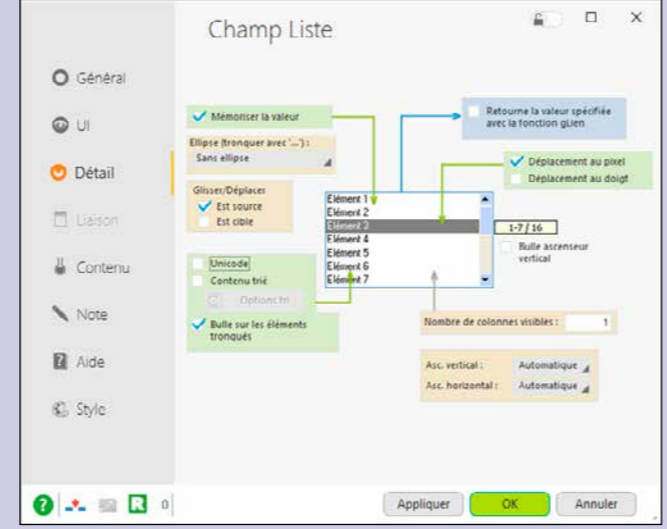 Champ Liste
Général
UI
Détail
Liaison
Contenu
Note
Aide
Style
Mémoriser la valeur
Ellipse (tronquer avec '...') :
Sans ellipse
Glisser/Déplacer
Est source
Est cible
Unicode
Contenu trié
Options tri
Bulle sur les éléments
tronqués
Elément 1
Elément 2
Elément 3
Elément 4
Elément 5
Elément 6
Elément 7
Retourne la valeur spécifiée
avec la fonction gLien
Déplacement au pixel
Déplacement au doigt
1-7 / 16
Bulle ascenseur
vertical
Nombre de colonnes visibles : 1
Asc. vertical : Automatique
Asc. horizontal : Automatique
? R 0
Appliquer OK Annuler